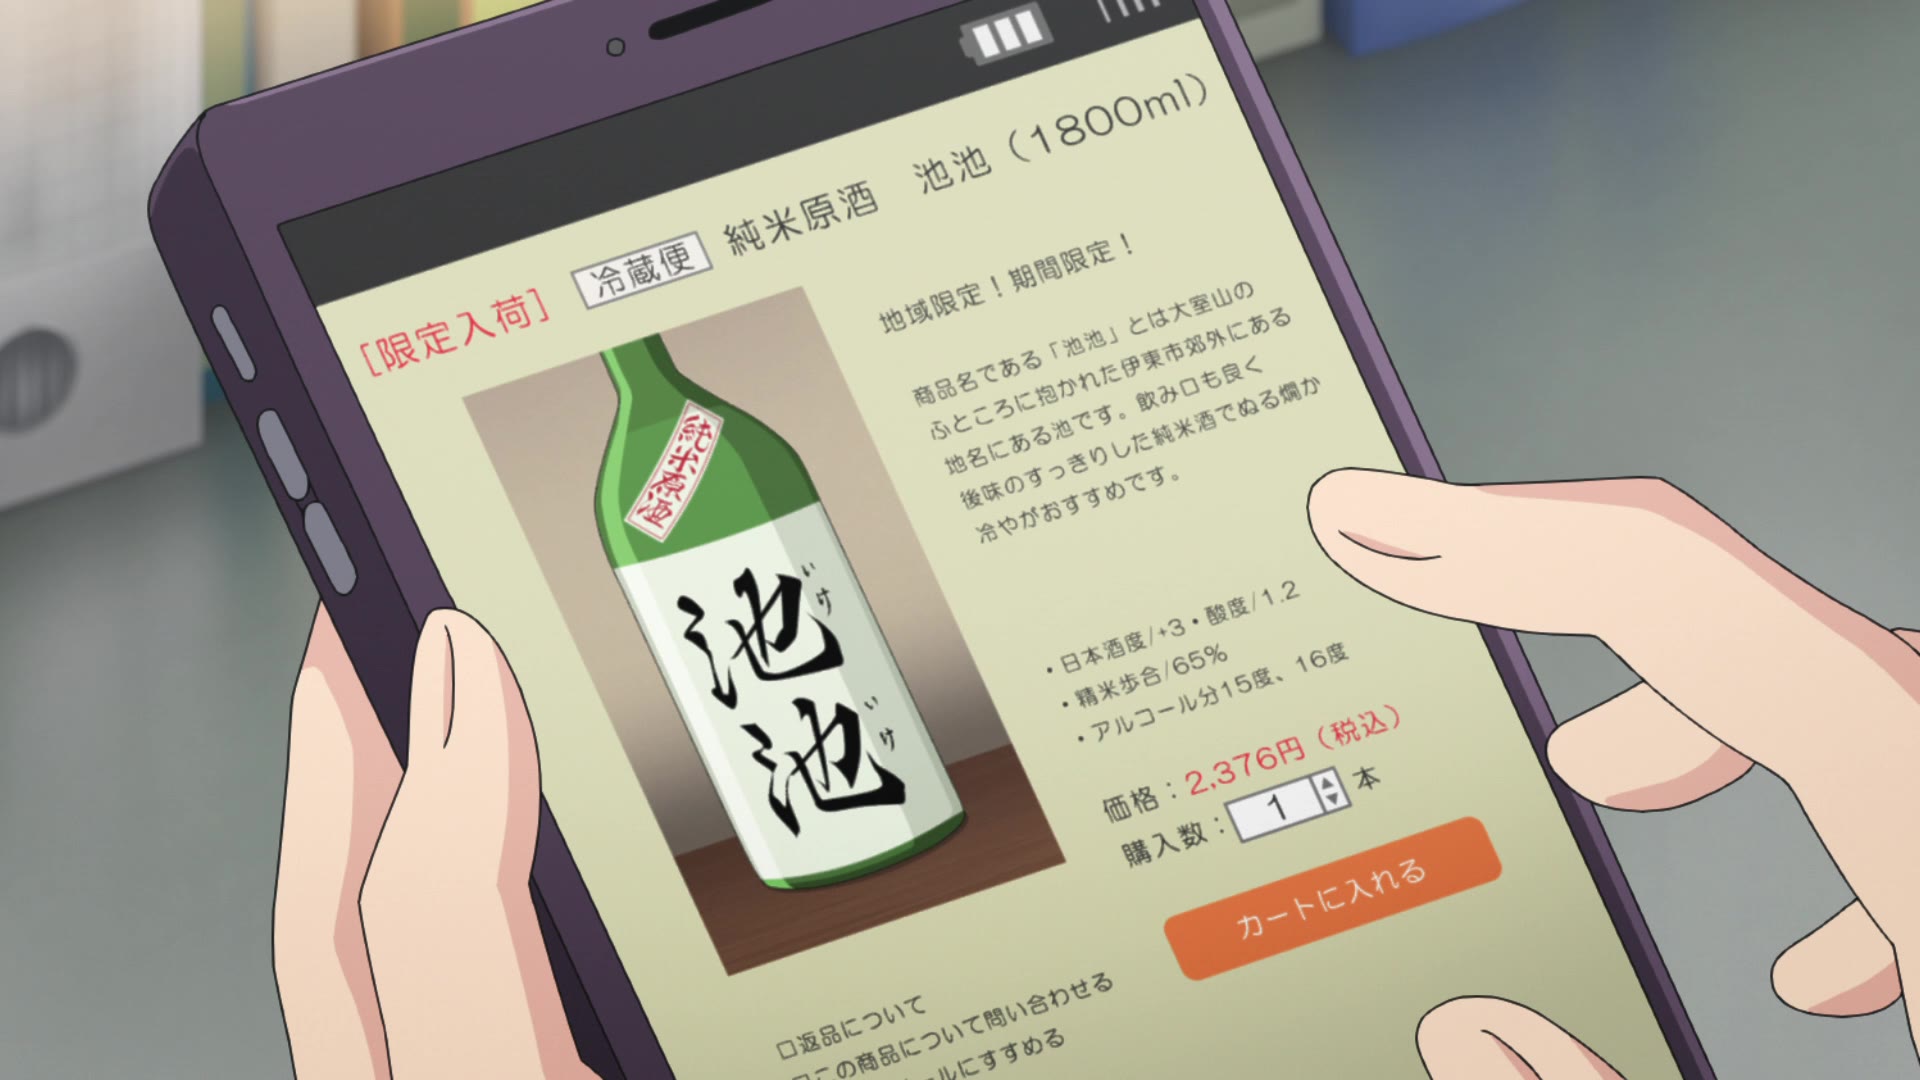 [限定入荷] 冷蔵便 純米原酒 池池（1800ml）
純米原酒
池池
いけ
いけ
地域限定！期間限定！
商品名である「池池」とは大室山の
ふところに抱かれた伊東市郊外にある
地名にある池です。飲み口も良く
後味のすっきりした純米酒でぬる燗か
冷やがおすすめです。
・日本酒度/+3・酸度/1.2
・精米歩合/65%
・アルコール分15度、16度
価格：2,376円（税込）
購入数：1 本
カートに入れる
□返品について
□この商品について問い合わせる
ールにすすめる